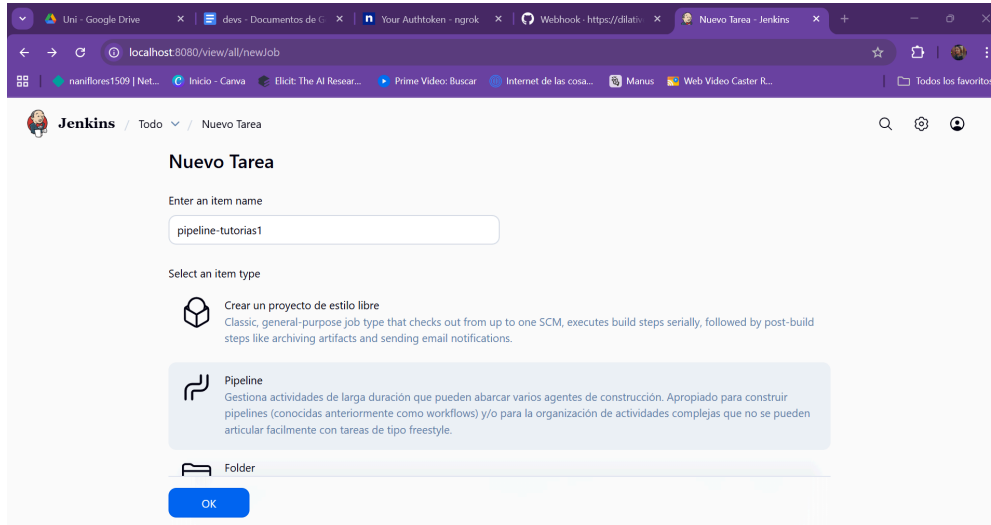 Uni - Google Drive
devs - Documentos de G
Your Authtoken - ngrok
Webhook · https://dilativ
Nuevo Tarea - Jenkins
localhost:8080/view/all/newJob
naniflores1509 | Net...
Inicio - Canva
Elicit: The AI Resear...
Prime Video: Buscar
Internet de las cosa...
Manus
Web Video Caster R...
Todos los favoritos
Jenkins / Todo / Nuevo Tarea
Nuevo Tarea
Enter an item name
pipeline-tutorias1
Select an item type
Crear un proyecto de estilo libre
Classic, general-purpose job type that checks out from up to one SCM, executes build steps serially, followed by post-build
steps like archiving artifacts and sending email notifications.
Pipeline
Gestiona actividades de larga duración que pueden abarcar varios agentes de construcción. Apropiado para construir
pipelines (conocidas anteriormente como workflows) y/o para la organización de actividades complejas que no se pueden
articular facilmente con tareas de tipo freestyle.
Folder
OK